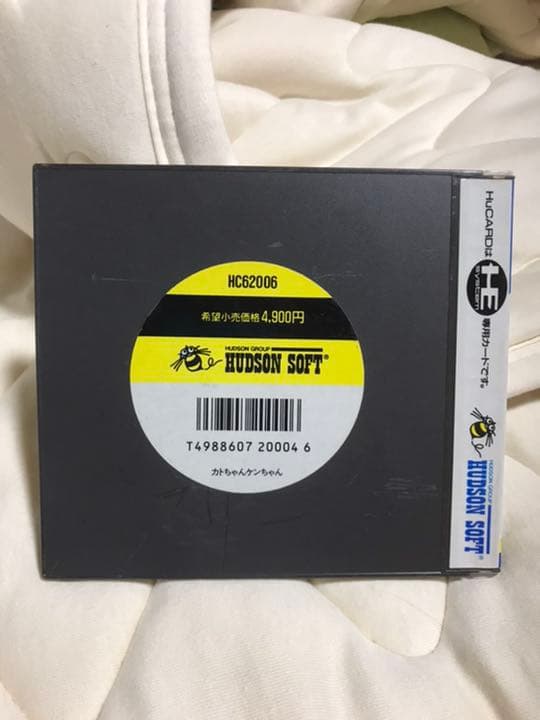 HC62006
希望小売価格4,900円
HUDSON GROUP
HUDSON SOFT®
T4988607 20004 6
カトちゃんケンちゃん
HuCARDは
HE
SYSTEM
専用カードです。
HUDSON GROUP
HUDSON SOFT®